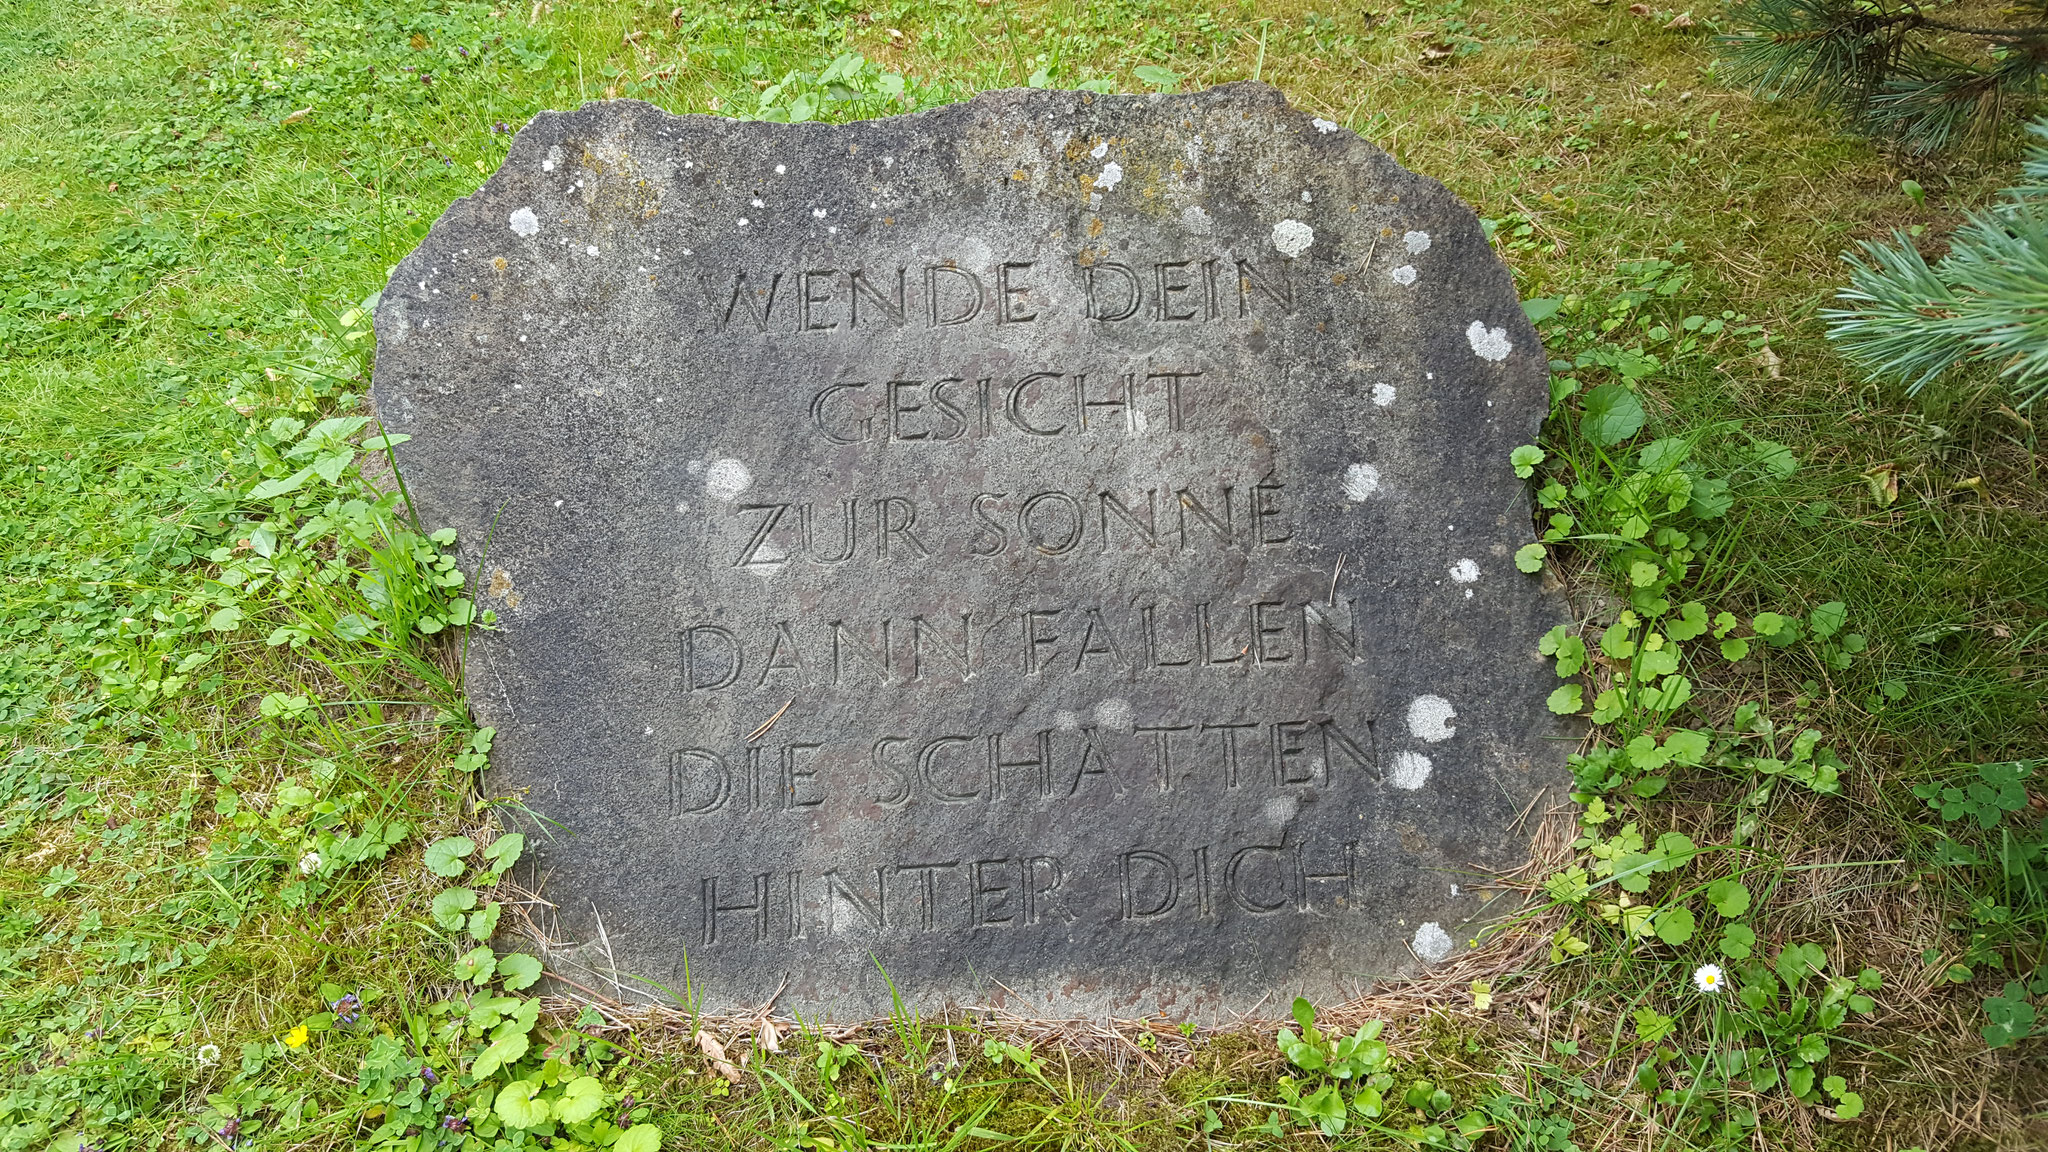 WENDE DEIN
GESICHT
ZUR SONNE
DANN FALLEN
DIE SCHATTEN
HINTER DICH